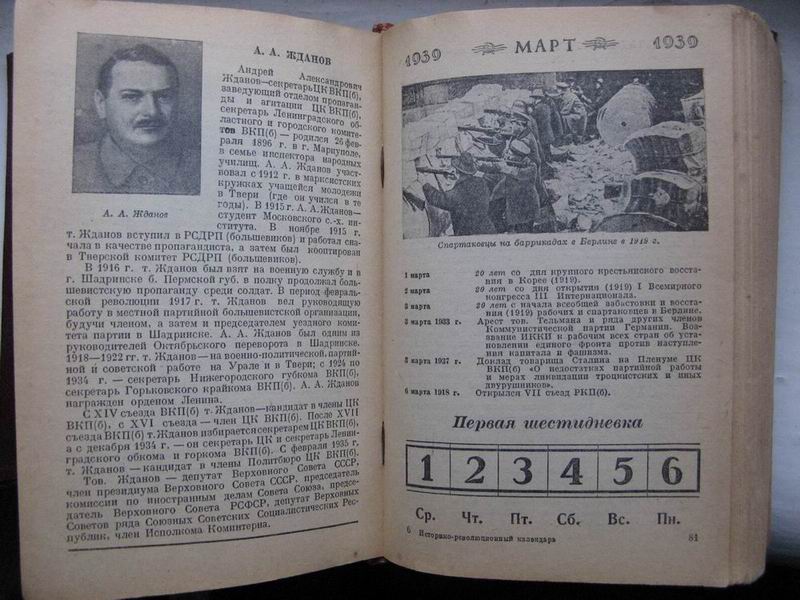 А. А. Жданов
А. А. ЖДАНОВ
Андрей Александрович
Жданов—секретарь ЦК ВКП(б),
заведующий отделом пропаган-
ды и агитации ЦК ВКП(б),
секретарь Ленинградского об-
ластного и городского комите-
тов ВКП(б) — родился 26 фев-
раля 1896 г. в г. Мариуполе,
в семье инспектора народных
училищ. А. А. Жданов участ-
вовал с 1912 г. в марксистских
кружках учащейся молодежи
в Твери (где он учился в те
годы). В 1915 г. А. А. Жданов—
студент Московского с.-х. ин-
ститута. В ноябре 1915 г.
т. Жданов вступил в РСДРП (большевиков) и работал сна-
чала в качестве пропагандиста, а затем был кооптирован
в Тверской комитет РСДРП (большевиков).
В 1916 г. т. Жданов был взят на военную службу и в
г. Шадринске б. Пермской губ. в полку продолжал боль-
шевистскую пропаганду среди солдат. В период февраль-
ской революции 1917 г. т. Жданов вел руководящую
работу в местной партийной большевистской организации,
будучи членом, а затем и председателем уездного комите-
та партии в Шадринске. А. А. Жданов был одним из
руководителей Октябрьского переворота в Шадринске.
1918—1922 гг. т. Жданов — на военно-политической, партий-
ной и советской работе на Урале и в Твери; с 1924 по
1934 г. — секретарь Нижегородского губкома ВКП(б),
секретарь Горьковского крайкома ВКП(б). А. А. Жданов
награжден орденом Ленина.
С XIV съезда ВКП(б) т. Жданов—кандидат в члены ЦК
ВКП(б), с XVI съезда — член ЦК ВКП(б). После XVII
съезда ВКП(б) т. Жданов избирается секретарем ЦК ВКП(б),
а с декабря 1934 г., — он секретарь ЦК и секретарь Ленин-
градского обкома и горкома ВКП(б). С февраля 1935 г.
т. Жданов — кандидат в члены Политбюро ЦК ВКП(б).
Тов. Жданов — депутат Верховного Совета СССР,
член президиума Верховного Совета СССР, председатель
комиссии по иностранным делам Совета Союза, предсе-
датель Верховного Совета РСФСР, депутат Верховных
Советов ряда Союзных Советских Социалистических Рес-
публик, член Исполкома Коминтерна.
1939 МАРТ 1939
Спартаковцы на баррикадах в Берлине в 1919 г.
1 марта 20 лет со дня крупного крестьянского восста-
ния в Корее (1919).
2 марта 20 лет со дня открытия (1919) I Всемирного
конгресса III Интернационала.
3 марта 20 лет с начала всеобщей забастовки и восста-
ния (1919) рабочих и спартаковцев в Берлине.
3 марта 1933 г. Арест тов. Тельмана и ряда других членов
Коммунистической партии Германии. Воз-
вание ИККИ к рабочим всех стран об ус-
тановлении единого фронта против наступле-
ния капитала и фашизма.
3 марта 1937 г. Доклад товарища Сталина на Пленуме ЦК
ВКП(б) «О недостатках партийной работы
и мерах ликвидации троцкистских и иных
двурушников».
6 марта 1918 г. Открылся VII съезд РКП(б).
Первая шестидневка
1 2 3 4 5 6
Ср. Чт. Пт. Сб. Вс. Пн.
6 Историко-революционный календарь 81